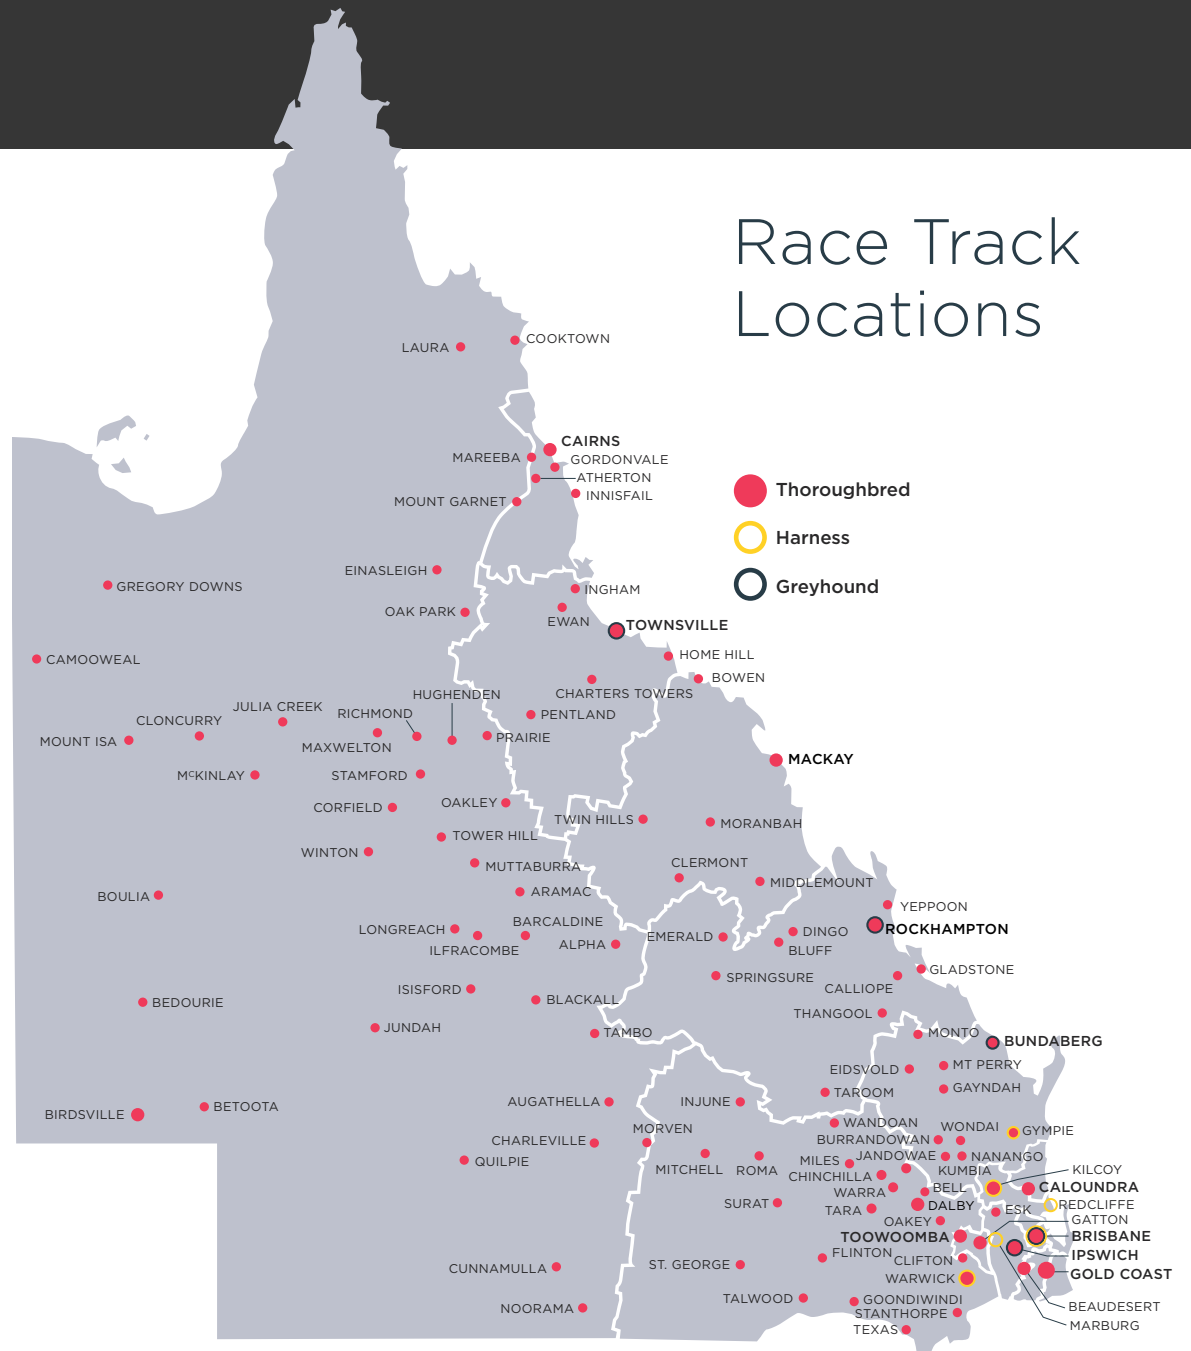 Race Track
Locations
COOKTOWN
LAURA
CAIRNS
MAREEBA
GORDONVALE
ATHERTON
INNISFAIL
MOUNT GARNET
Thoroughbred
Harness
Greyhound
EINASLEIGH
GREGORY DOWNS
INGHAM
OAK PARK
EWAN
TOWNSVILLE
HOME HILL
CAMOOWEAL
BOWEN
HUGHENDEN
CHARTERS TOWERS
JULIA CREEK
RICHMOND
PENTLAND
CLONCURRY
MOUNT ISA
MAXWELTON
PRAIRIE
MACKAY
McKINLAY
STAMFORD
CORFIELD
OAKLEY
TWIN HILLS
MORANBAH
TOWER HILL
WINTON
MUTTABURRA
CLERMONT
MIDDLEMOUNT
BOULIA
ARAMAC
YEPPOON
LONGREACH
BARCALDINE
ROCKHAMPTON
EMERALD
DINGO
ILFRACOMBE
ALPHA
BLUFF
GLADSTONE
SPRINGSURE
CALLIOPE
ISISFORD
BEDOURIE
BLACKALL
THANGOOL
JUNDAH
TAMBO
MONTO
BUNDABERG
EIDSVOLD
MT PERRY
TAROOM
GAYNDAH
BIRDSVILLE
BETOOTA
AUGATHELLA
INJUNE
WANDOAN
MORVEN
WONDAI
GYMPIE
CHARLEVILLE
BURRANDOWAN
JANDOWAE
NANANGO
QUILPIE
MITCHELL
ROMA
MILES
KUMBIA
KILCOY
CHINCHILLA
BELL
CALOUNDRA
WARRA
SURAT
TARA
DALBY
ESK
REDCLIFFE
OAKEY
GATTON
TOOWOOMBA
BRISBANE
FLINTON
CLIFTON
IPSWICH
CUNNAMULLA
ST. GEORGE
WARWICK
GOLD COAST
TALWOOD
GOONDIWINDI
NOORAMA
STANTHORPE
BEAUDESERT
TEXAS
MARBURG